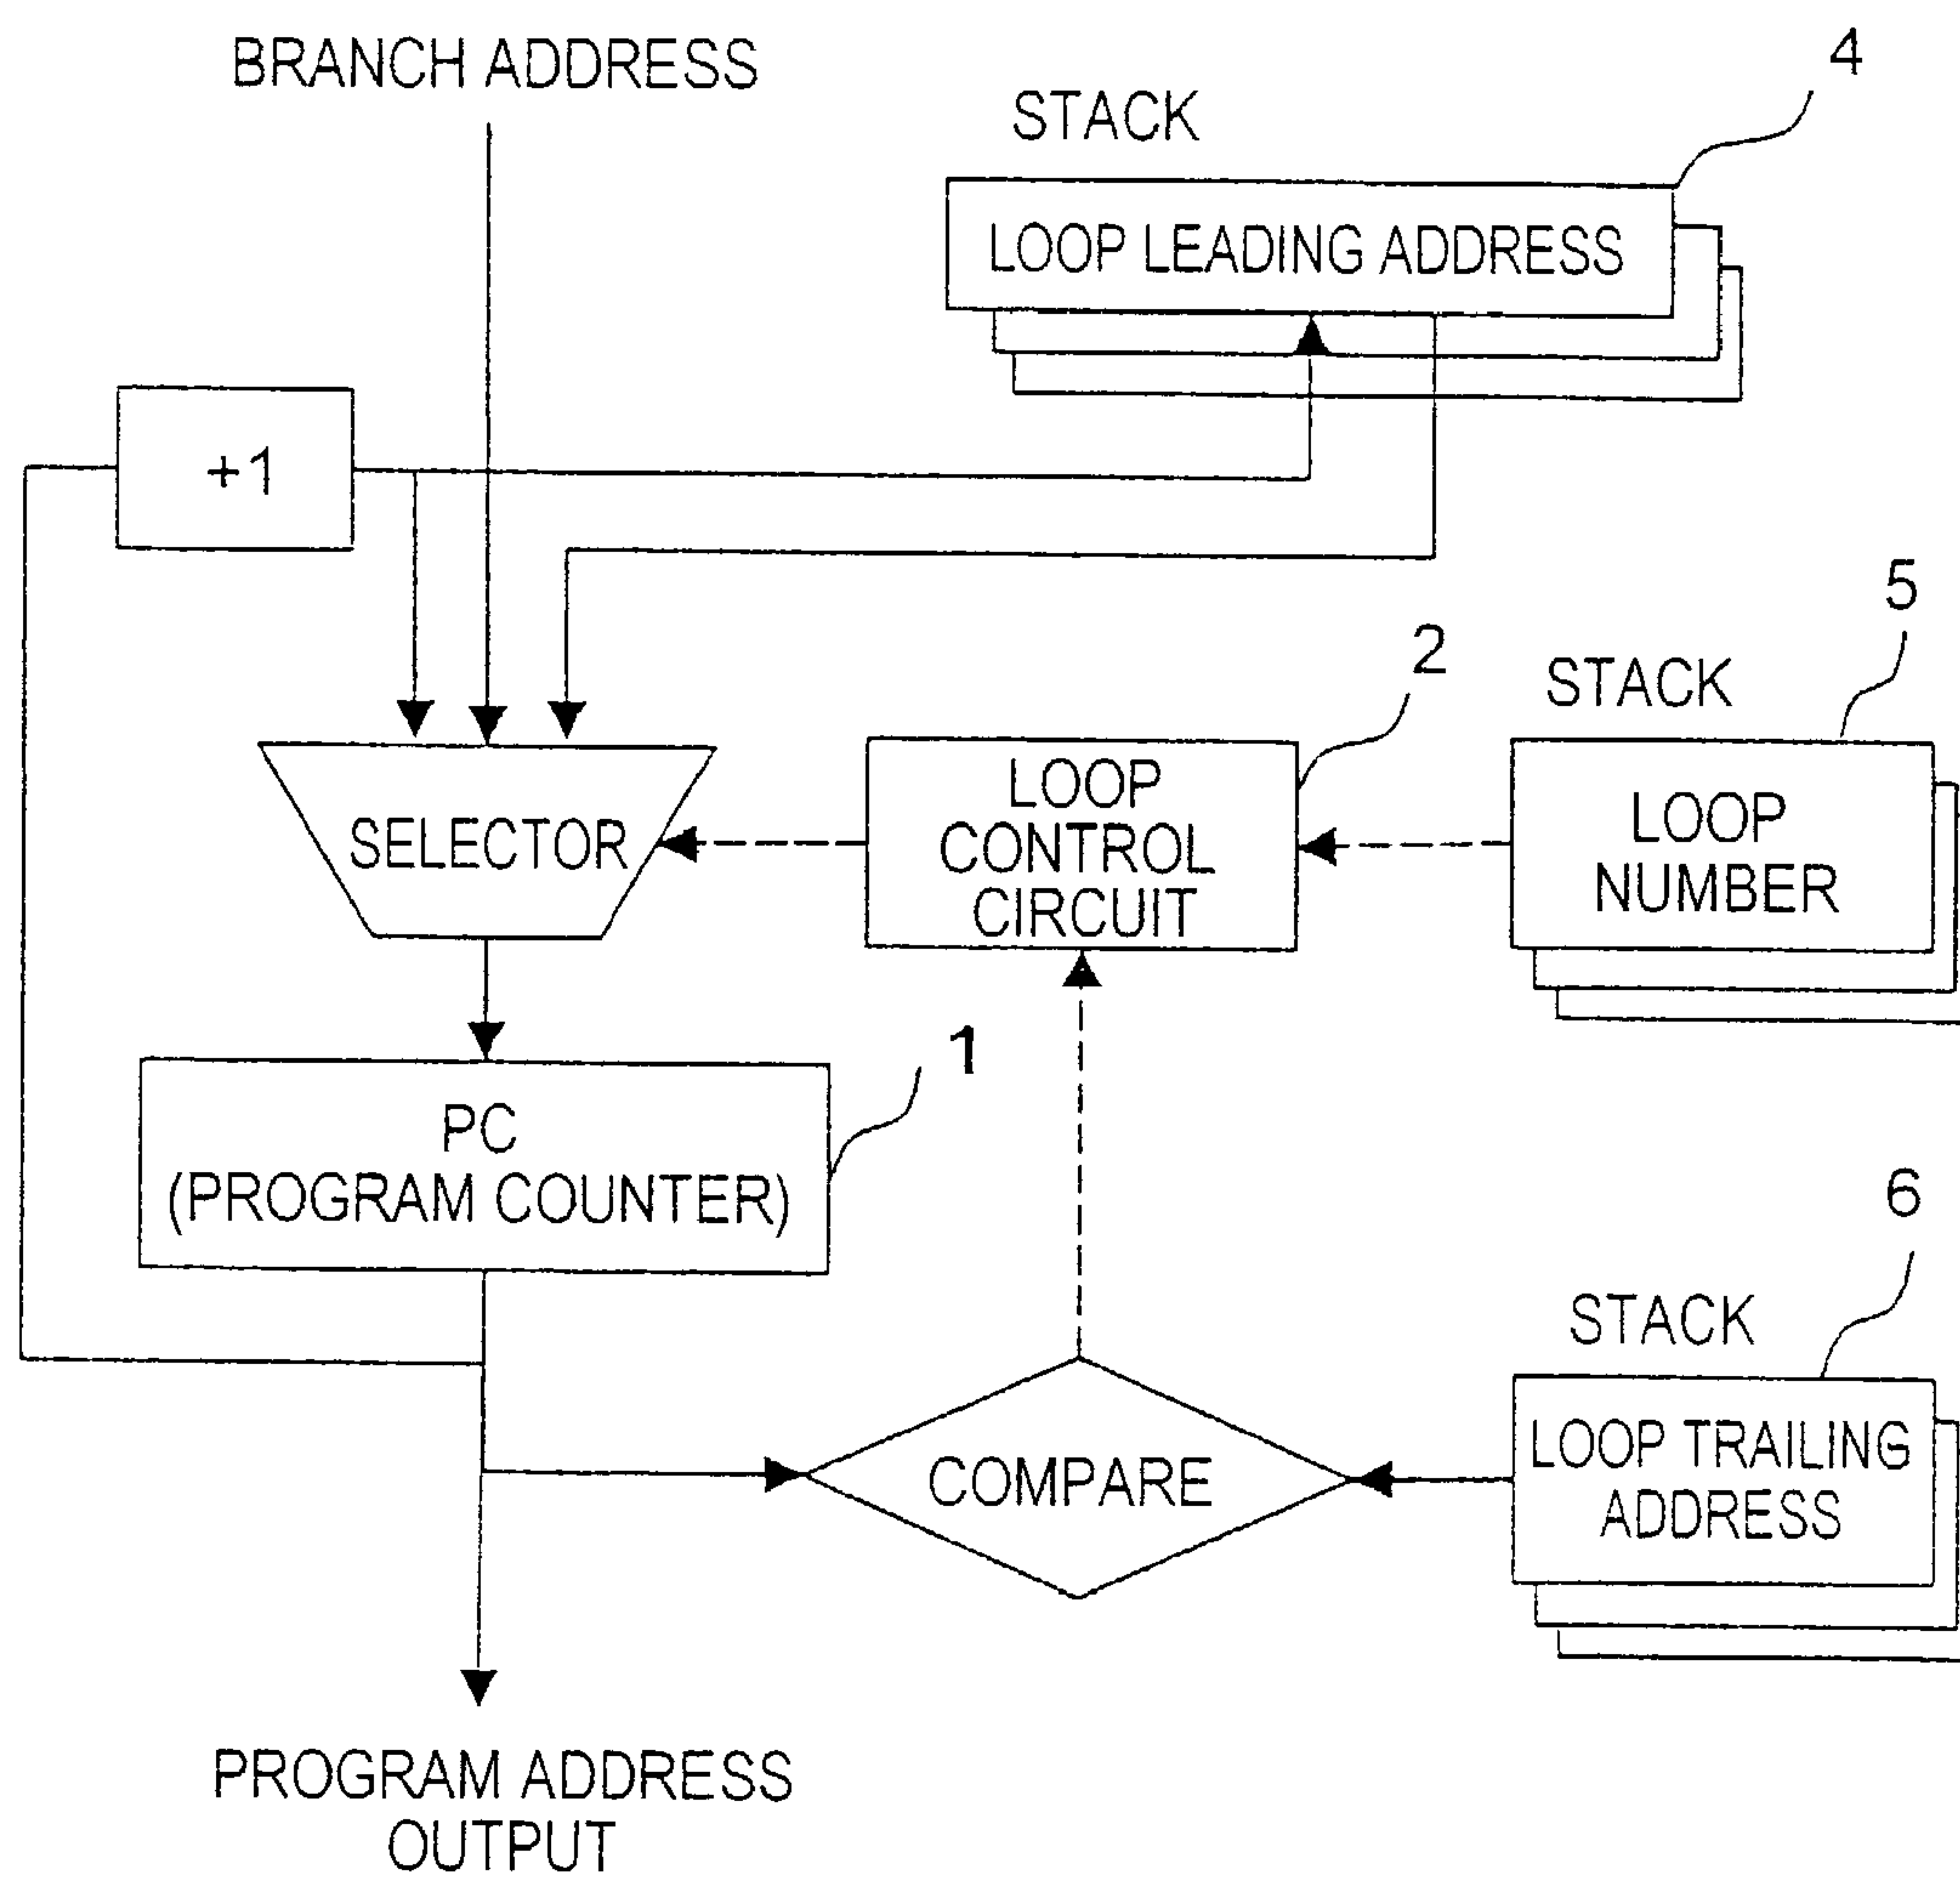 BRANCH ADDRESS
4
STACK
LOOP LEADING ADDRESS
+1
5
2
STACK
LOOP
CONTROL
CIRCUIT
LOOP
NUMBER
SELECTOR
1
PC
(PROGRAM COUNTER)
6
STACK
LOOP TRAILING
ADDRESS
COMPARE
PROGRAM ADDRESS
OUTPUT